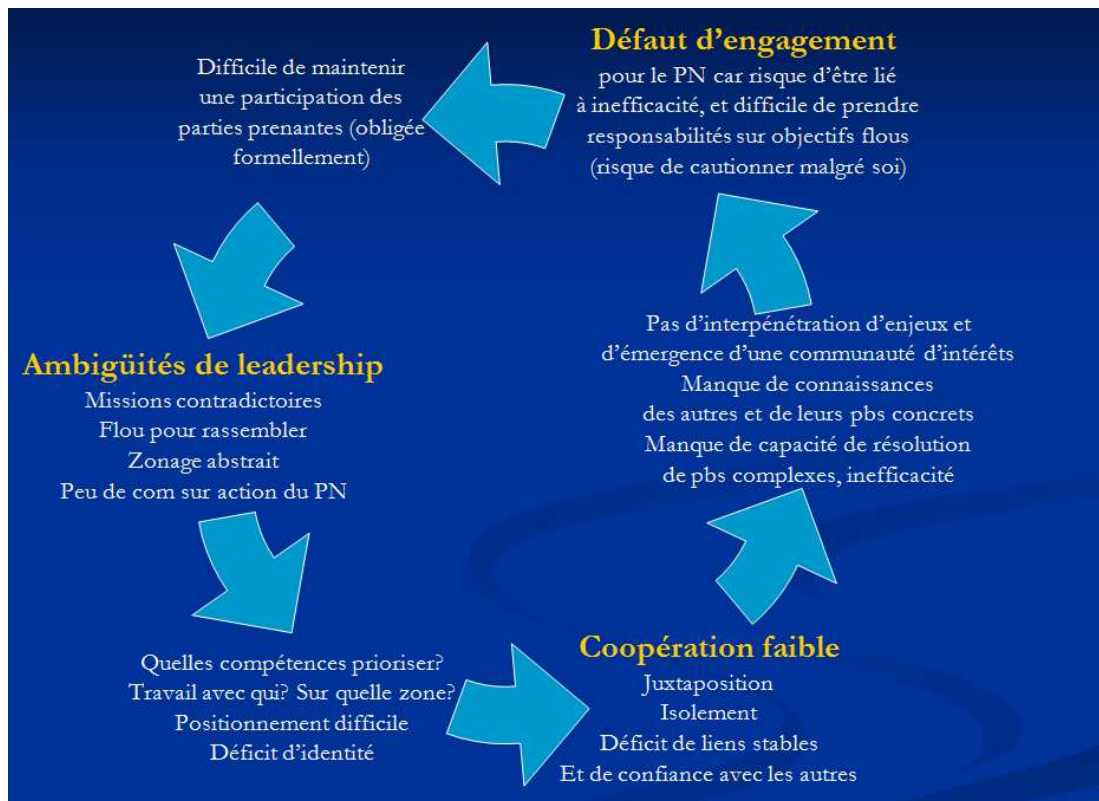 Défaut d'engagement
pour le PN car risque d'être lié
à inefficacité, et difficile de prendre
responsabilités sur objectifs flous
(risque de cautionner malgré soi)
Difficile de maintenir
une participation des
parties prenantes (obligée
formellement)
Ambigüités de leadership
Missions contradictoires
Flou pour rassembler
Zonage abstrait
Peu de com sur action du PN
Quelles compétences prioriser?
Travail avec qui? Sur quelle zone?
Positionnement difficile
Déficit d'identité
Coopération faible
Juxtaposition
Isolement
Déficit de liens stables
Et de confiance avec les autres
Pas d'interpénétration d'enjeux et
d'émergence d'une communauté d'intérêts
Manque de connaissances
des autres et de leurs pbs concrets
Manque de capacité de résolution
de pbs complexes, inefficacité